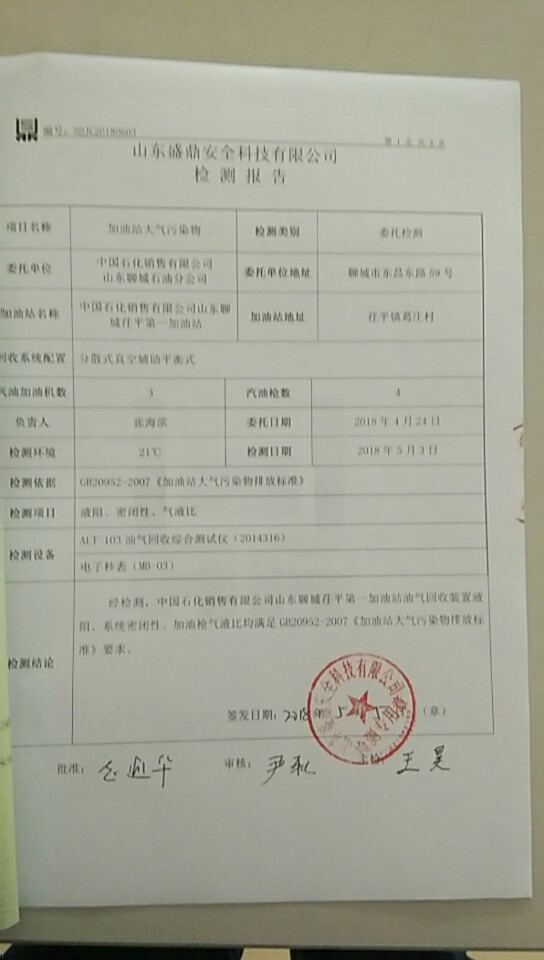 编号：SDJC20180603
第 1 页 共 4 页
山东盛鼎安全科技有限公司
检 测 报 告
项目名称 加油站大气污染物 检测类别 委托检测
委托单位 中国石化销售有限公司
山东聊城石油分公司 委托单位地址 聊城市东昌东路 59 号
加油站名称 中国石化销售有限公司山东聊
城茌平第一加油站 加油站地址 茌平镇葛庄村
回收系统配置 分散式真空辅助平衡式
汽油加油机数 3 汽油枪数 4
负责人 张海滨 委托日期 2018 年 4 月 24 日
检测环境 21℃ 检测日期 2018 年 5 月 3 日
检测依据 GB20952-2007《加油站大气污染物排放标准》
检测项目 液阻、密闭性、气液比
检测设备 ALT-103 油气回收综合测试仪（2014316）
电子秒表（MB-03）
检测结论 经检测，中国石化销售有限公司山东聊城茌平第一加油站油气回收装置液
阻、系统密闭性、加油枪气液比均满足 GB20952-2007《加油站大气污染物排放标
准》要求。
签发日期：2018 年 5 （章）
安全科技有限公司
批准： 审核： 王昊